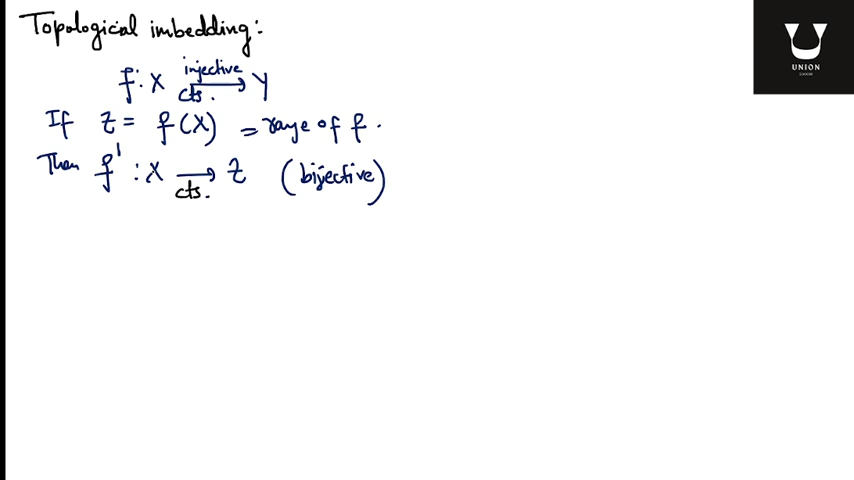 Topological imbedding:
f: X injective cts. → Y
If Z = f(X) = range of f.
Then f' : X → cts. Z (bijective)
UNION